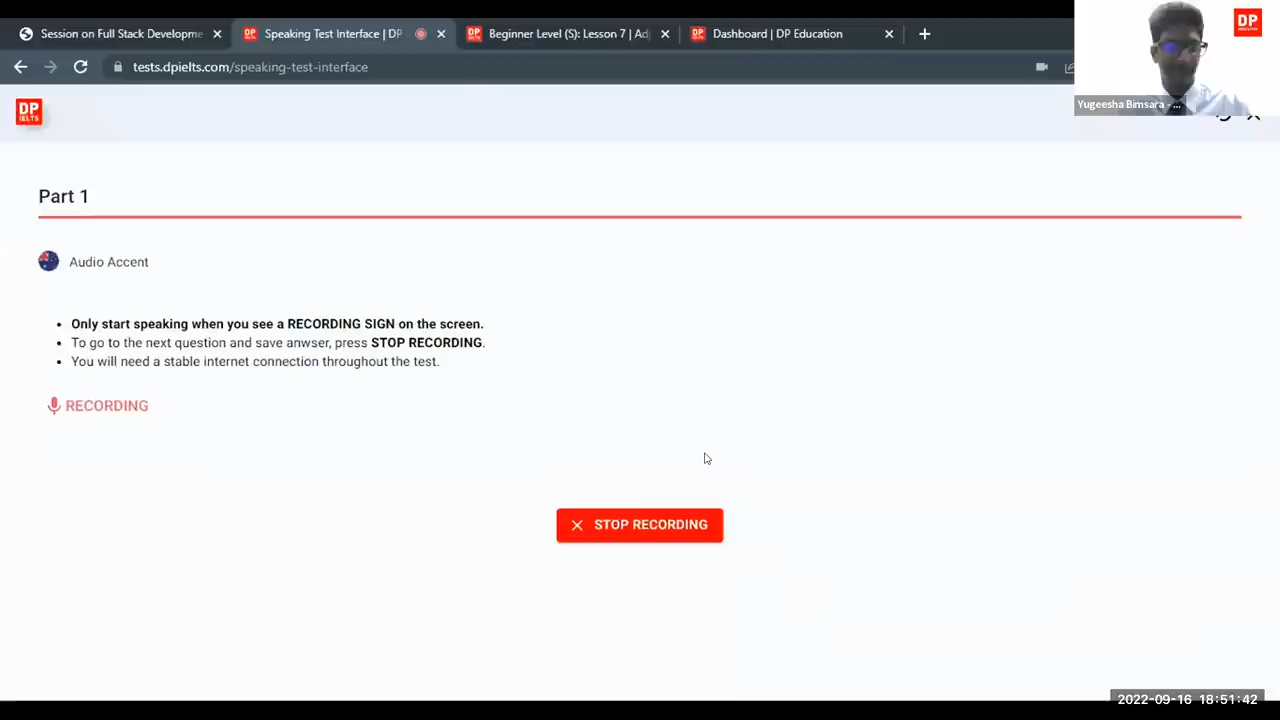 Session on Full Stack Developme
Speaking Test Interface | DP
Beginner Level (S): Lesson 7 | Ad
Dashboard | DP Education
tests.dpielts.com/speaking-test-interface
DP
Yugeesha Bimsara - ...
DP
IELTS
Part 1
Audio Accent
Only start speaking when you see a RECORDING SIGN on the screen.
To go to the next question and save anwser, press STOP RECORDING.
You will need a stable internet connection throughout the test.
RECORDING
STOP RECORDING
2022-09-16 18:51:42